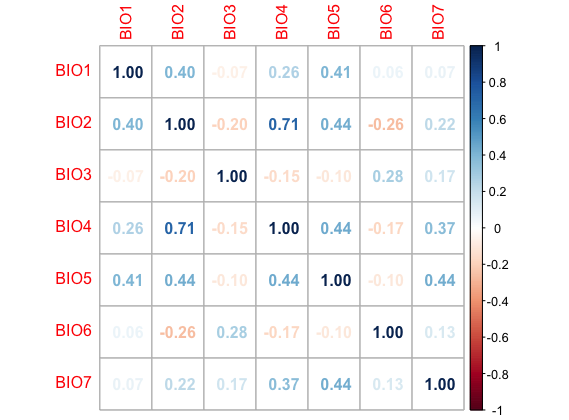 BIO1 BIO2 BIO3 BIO4 BIO5 BIO6 BIO7
BIO1 1.00 0.40 -0.07 0.26 0.41 0.06 0.07
BIO2 0.40 1.00 -0.20 0.71 0.44 -0.26 0.22
BIO3 -0.07 -0.20 1.00 -0.15 -0.10 0.28 0.17
BIO4 0.26 0.71 -0.15 1.00 0.44 -0.17 0.37
BIO5 0.41 0.44 -0.10 0.44 1.00 -0.10 0.44
BIO6 0.06 -0.26 0.28 -0.17 -0.10 1.00 0.13
BIO7 0.07 0.22 0.17 0.37 0.44 0.13 1.00
1
0.8
0.6
0.4
0.2
0
-0.2
-0.4
-0.6
-0.8
-1